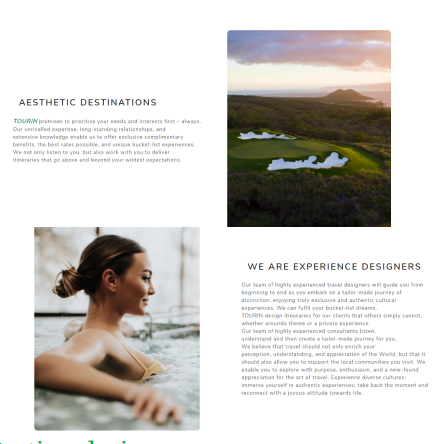 AESTHETIC DESTINATIONS
TOURIN promises to prioritize your needs and interests first – always.
Our unrivalled expertise, long-standing relationships, and
extensive knowledge enable us to offer exclusive complimentary
benefits, the best rates possible, and unique bucket-list experiences.
We not only listen to you, but also work with you to deliver
itineraries that go above and beyond your wildest expectations.
WE ARE EXPERIENCE DESIGNERS
Our team of highly experienced travel designers will guide you from
beginning to end as you embark on a tailor-made journey of
distinction, enjoying truly exclusive and authentic cultural
experiences. We can fulfil your bucket-list dreams.
TOURIN design itineraries for our clients that others simply cannot,
whether arounda theme or a private experience.
Our team of highly experienced consultants listen,
understand and then create a tailor-made journey for you.
We believe that travel should not only enrich your
perception, understanding, and appreciation of the World, but that it
should also allow you to support the local communities you visit. We
enable you to explore with purpose, enthusiasm, and a new-found
appreciation for the art of travel. Experience diverse cultures;
immerse yourself in authentic experiences; take back the moment and
reconnect with a joyous attitude towards life.